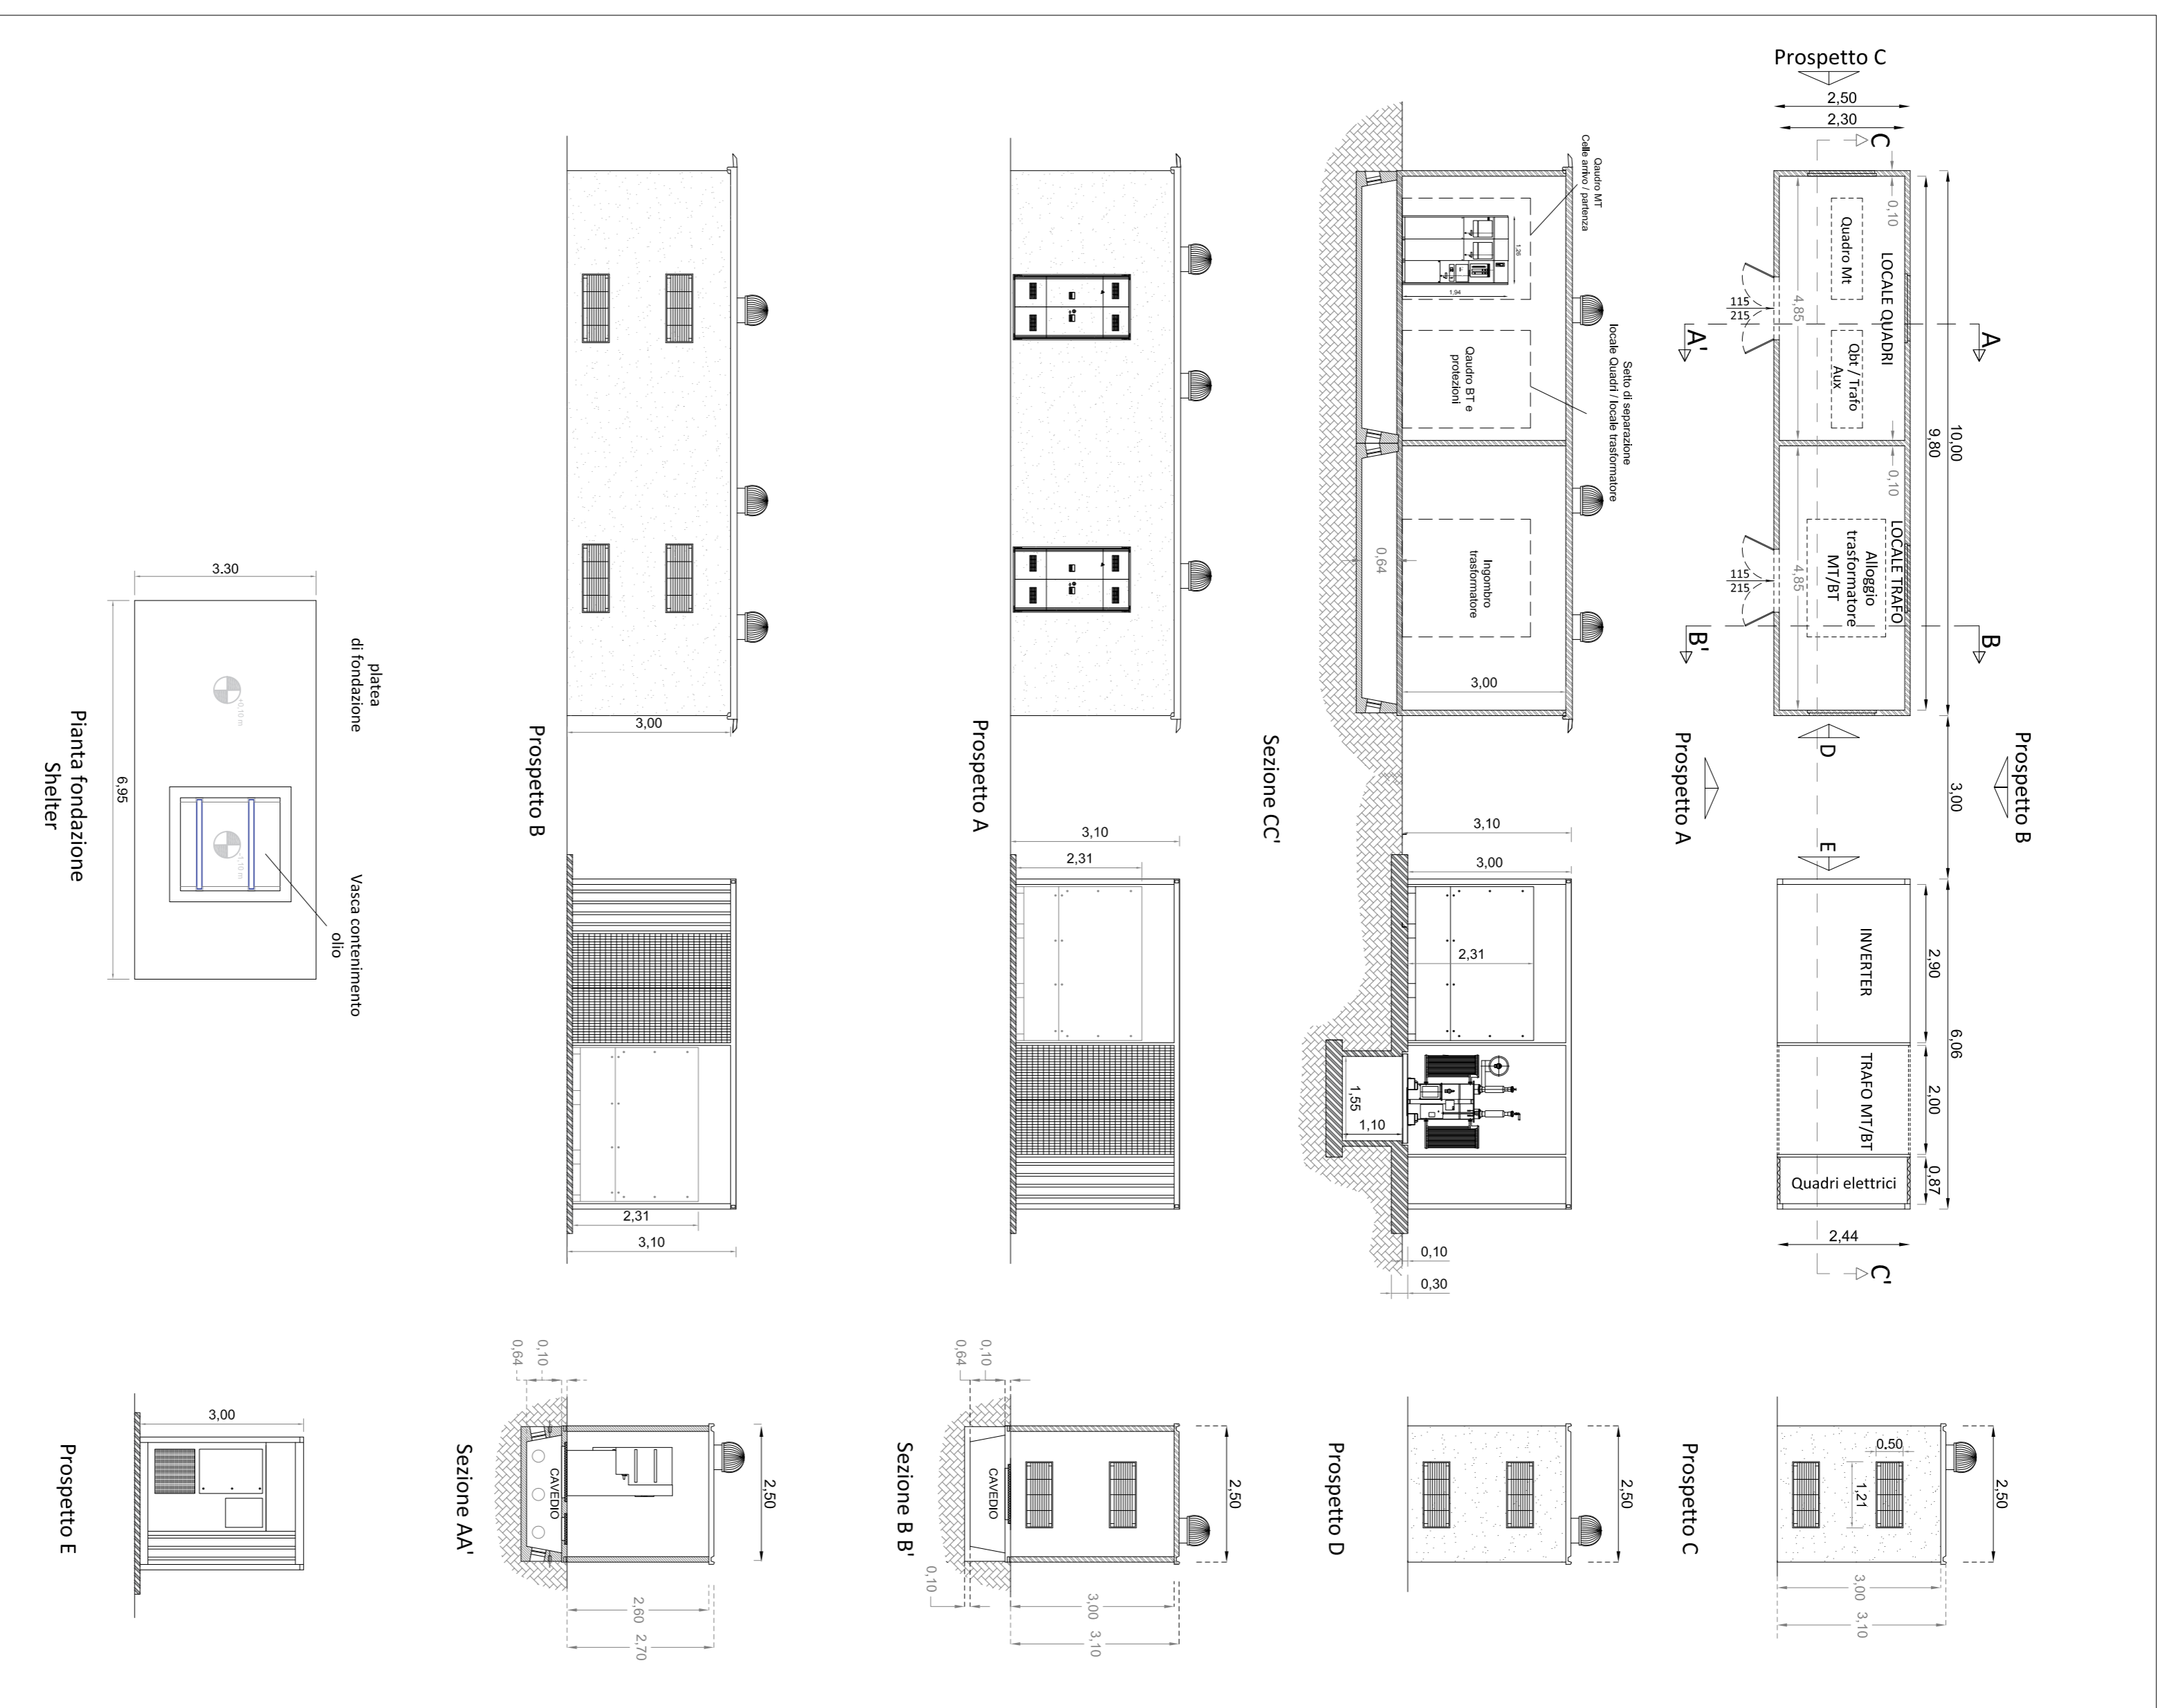 Prospetto C
2,50
2,30
C
10,00
9,80
0,10
4,85
LOCALE QUADRI
Quadro Mt
Qbt / Trafo
Aux
115
215
A
A'
0,10
4,85
LOCALE TRAFO
Alloggio
trasformatore
MT/BT
115
215
B
B'
D
3,00
Prospetto B
Prospetto A
E
6,06
2,90
INVERTER
2,00
TRAFO MT/BT
0,87
Quadri elettrici
2,44
C'
Qaudro MT
Celle arrivo / partenza
1,26
1,94
Setto di separazione
locale Quadri / locale trasformatore
Qaudro BT e
protezioni
Ingombro
trasformatore
0,64
3,00
3,10
3,00
2,31
1,55
1,10
0,10
0,30
Sezione CC'
3,10
2,31
Prospetto A
3,00
2,31
3,10
Prospetto B
3.30
6,95
platea
di fondazione
+0.10 m
-1.10 m
Vasca contenimento
olio
Pianta fondazione
Shelter
2,50
0.50
1,21
3,00
3,10
Prospetto C
2,50
Prospetto D
2,50
0,10
0,64
CAVEDIO
0,10
3,00
3,10
Sezione B B'
2,50
0,10
0,64
CAVEDIO
2,60
2,70
Sezione AA'
3,00
Prospetto E